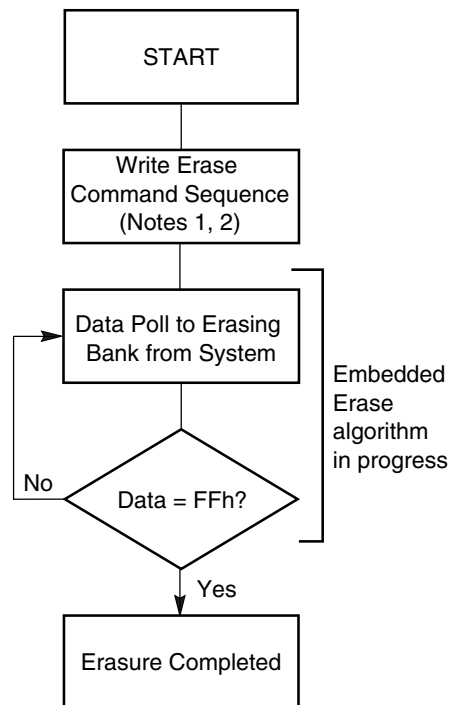 START
Write Erase
Command Sequence
(Notes 1, 2)
Data Poll to Erasing
Bank from System
Embedded
Erase
algorithm
in progress
No
Data = FFh?
Yes
Erasure Completed